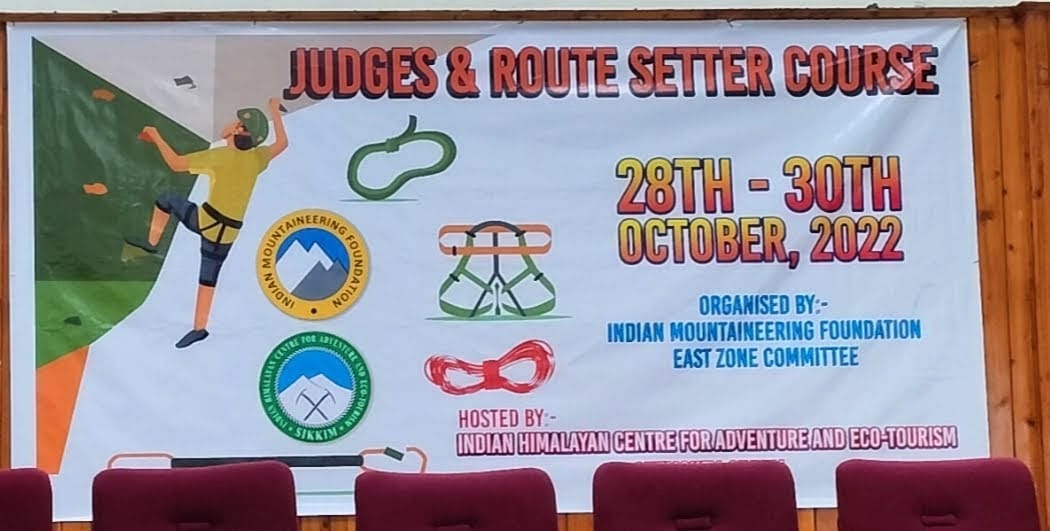 JUDGES & ROUTE SETTER COURSE
28TH - 30TH
OCTOBER, 2022
INDIAN MOUNTAINEERING FOUNDATION
ORGANISED BY:-
INDIAN MOUNTAINEERING FOUNDATION
EAST ZONE COMMITTEE
INDIAN HIMALAYAN CENTRE FOR ADVENTURE AND ECO-TOURISM
SIKKIM
HOSTED BY:-
INDIAN HIMALAYAN CENTRE FOR ADVENTURE AND ECO-TOURISM